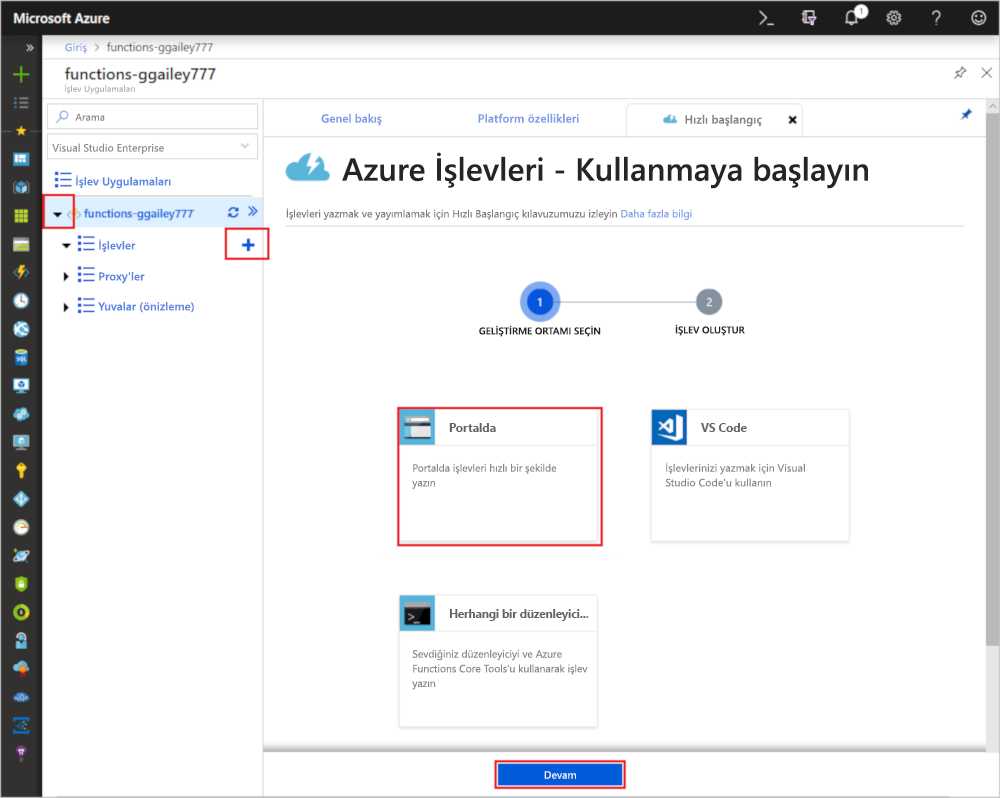 Microsoft Azure
1
Giriş > functions-ggailey777
functions-ggailey777
İşlev Uygulamaları
Arama
Visual Studio Enterprise
İşlev Uygulamaları
functions-ggailey777
İşlevler
Proxy'ler
Yuvalar (önizleme)
Genel bakış
Platform özellikleri
Hızlı başlangıç
Azure İşlevleri - Kullanmaya başlayın
İşlevleri yazmak ve yayımlamak için Hızlı Başlangıç kılavuzumuzu izleyin Daha fazla bilgi
1
2
GELİŞTİRME ORTAMI SEÇİN
İŞLEV OLUŞTUR
Portalda
Portalda işlevleri hızlı bir şekilde
yazın
VS Code
İşlevlerinizi yazmak için Visual
Studio Code'u kullanın
Herhangi bir düzenleyici...
Sevdiğiniz düzenleyiciyi ve Azure
Functions Core Tools'u kullanarak işlev
yazın
Devam